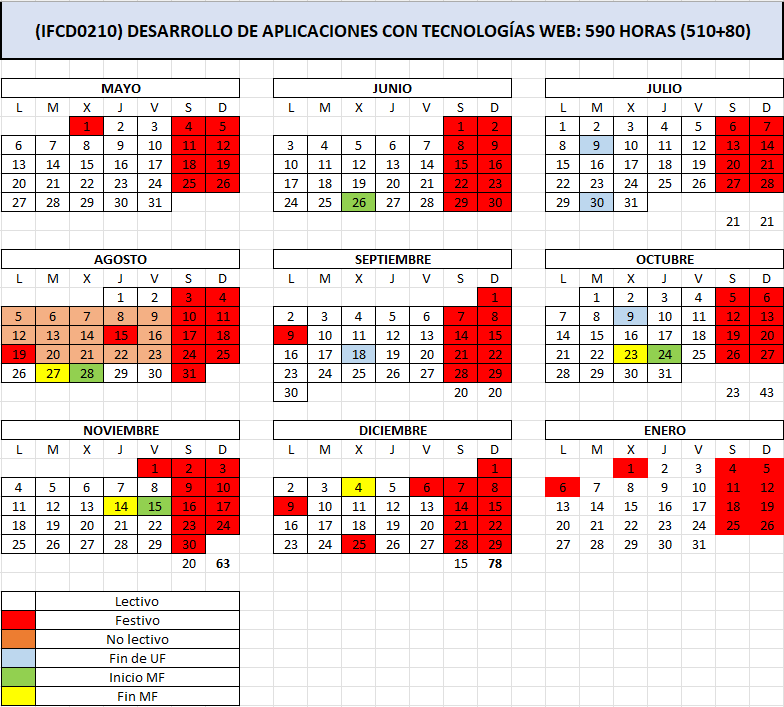 (IFCD0210) DESARROLLO DE APLICACIONES CON TECNOLOGÍAS WEB: 590 HORAS (510+80)
MAYO
L M X J V S D
1 2 3 4 5
6 7 8 9 10 11 12
13 14 15 16 17 18 19
20 21 22 23 24 25 26
27 28 29 30 31
JUNIO
L M X J V S D
1 2
3 4 5 6 7 8 9
10 11 12 13 14 15 16
17 18 19 20 21 22 23
24 25 26 27 28 29 30
JULIO
L M X J V S D
1 2 3 4 5 6 7
8 9 10 11 12 13 14
15 16 17 18 19 20 21
22 23 24 25 26 27 28
29 30 31
21 21
AGOSTO
L M X J V S D
1 2 3 4
5 6 7 8 9 10 11
12 13 14 15 16 17 18
19 20 21 22 23 24 25
26 27 28 29 30 31
SEPTIEMBRE
L M X J V S D
1
2 3 4 5 6 7 8
9 10 11 12 13 14 15
16 17 18 19 20 21 22
23 24 25 26 27 28 29
30 20 20
OCTUBRE
L M X J V S D
1 2 3 4 5 6
7 8 9 10 11 12 13
14 15 16 17 18 19 20
21 22 23 24 25 26 27
28 29 30 31
23 43
NOVIEMBRE
L M X J V S D
1 2 3
4 5 6 7 8 9 10
11 12 13 14 15 16 17
18 19 20 21 22 23 24
25 26 27 28 29 30
20 63
DICIEMBRE
L M X J V S D
1
2 3 4 5 6 7 8
9 10 11 12 13 14 15
16 17 18 19 20 21 22
23 24 25 26 27 28 29
15 78
ENERO
L M X J V S D
1 2 3 4 5
6 7 8 9 10 11 12
13 14 15 16 17 18 19
20 21 22 23 24 25 26
27 28 29 30 31
Lectivo
Festivo
No lectivo
Fin de UF
Inicio MF
Fin MF